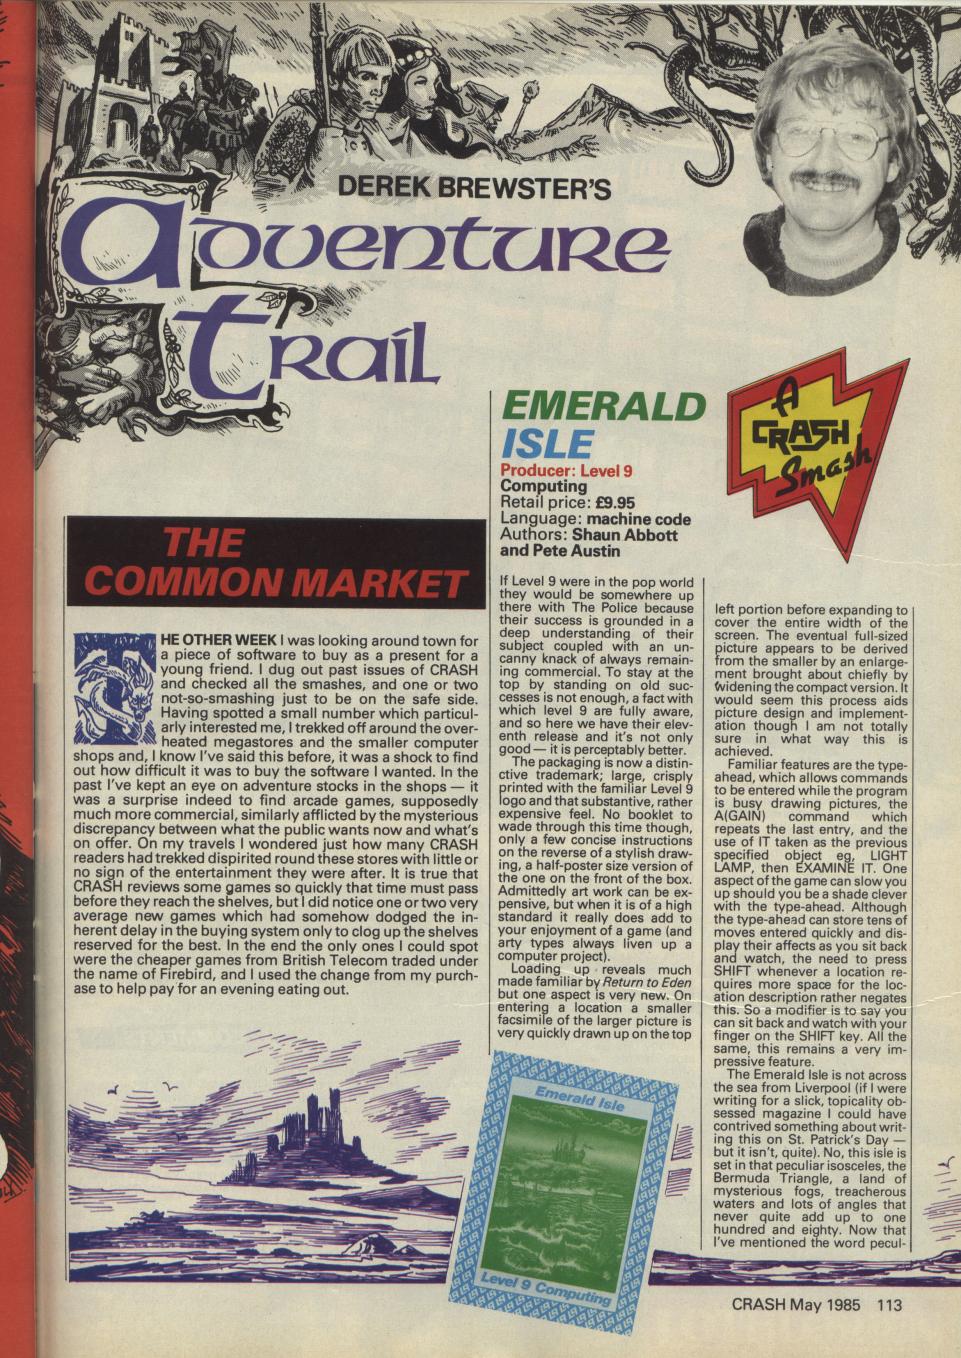 DEREK BREWSTER'S
Adventure
Trail
THE
COMMON MARKET
THE OTHER WEEK I was looking around town for
a piece of software to buy as a present for a
young friend. I dug out past issues of CRASH
and checked all the smashes, and one or two
not-so-smashing just to be on the safe side.
Having spotted a small number which particul-
arly interested me, I trekked off around the over-
heated megastores and the smaller computer
shops and, I know I've said this before, it was a shock to find
out how difficult it was to buy the software I wanted. In the
past I've kept an eye on adventure stocks in the shops — it
was a surprise indeed to find arcade games, supposedly
much more commercial, similarly afflicted by the mysterious
discrepancy between what the public wants now and what's
on offer. On my travels I wondered just how many CRASH
readers had trekked dispirited round these stores with little or
no sign of the entertainment they were after. It is true that
CRASH reviews some games so quickly that time must pass
before they reach the shelves, but I did notice one or two very
average new games which had somehow dodged the in-
herent delay in the buying system only to clog up the shelves
reserved for the best. In the end the only ones I could spot
were the cheaper games from British Telecom traded under
the name of Firebird, and I used the change from my purch-
ase to help pay for an evening eating out.
EMERALD
ISLE
Producer: Level 9
Computing
Retail price: £9.95
Language: machine code
Authors: Shaun Abbott
and Pete Austin
If Level 9 were in the pop world
they would be somewhere up
there with The Police because
their success is grounded in a
deep understanding of their
subject coupled with an un-
canny knack of always remain-
ing commercial. To stay at the
top by standing on old suc-
cesses is not enough, a fact with
which level 9 are fully aware,
and so here we have their elev-
enth release and it's not only
good — it is perceptably better.
The packaging is now a distin-
ctive trademark; large, crisply
printed with the familiar Level 9
logo and that substantive, rather
expensive feel. No booklet to
wade through this time though,
only a few concise instructions
on the reverse of a stylish draw-
ing, a half-poster size version of
the one on the front of the box.
Admittedly art work can be ex-
pensive, but when it is of a high
standard it really does add to
your enjoyment of a game (and
arty types always liven up a
computer project).
Loading up reveals much
made familiar by Return to Eden
but one aspect is very new. On
entering a location a smaller
facsimile of the larger picture is
very quickly drawn up on the top
A
CRASH
Smash
left portion before expanding to
cover the entire width of the
screen. The eventual full-sized
picture appears to be derived
from the smaller by an enlarge-
ment brought about chiefly by
widening the compact version. It
would seem this process aids
picture design and implement-
ation though I am not totally
sure in what way this is
achieved.
Familiar features are the type-
ahead, which allows commands
to be entered while the program
is busy drawing pictures, the
A(GAIN) command which
repeats the last entry, and the
use of IT taken as the previous
specified object eg, LIGHT
LAMP, then EXAMINE IT. One
aspect of the game can slow you
up should you be a shade clever
with the type-ahead. Although
the type-ahead can store tens of
moves entered quickly and dis-
play their affects as you sit back
and watch, the need to press
SHIFT whenever a location re-
quires more space for the loc-
ation description rather negates
this. So a modifier is to say you
can sit back and watch with your
finger on the SHIFT key. All the
same, this remains a very im-
pressive feature.
The Emerald Isle is not across
the sea from Liverpool (if I were
writing for a slick, topicality ob-
sessed magazine I could have
contrived something about writ-
ing this on St. Patrick's Day —
but it isn't, quite). No, this isle is
set in that peculiar isosceles, the
Bermuda Triangle, a land of
mysterious fogs, treacherous
waters and lots of angles that
never quite add up to one
hundred and eighty. Now that
I've mentioned the word pecul-
Emerald Isle
Level 9 Computing
CRASH May 1985 113